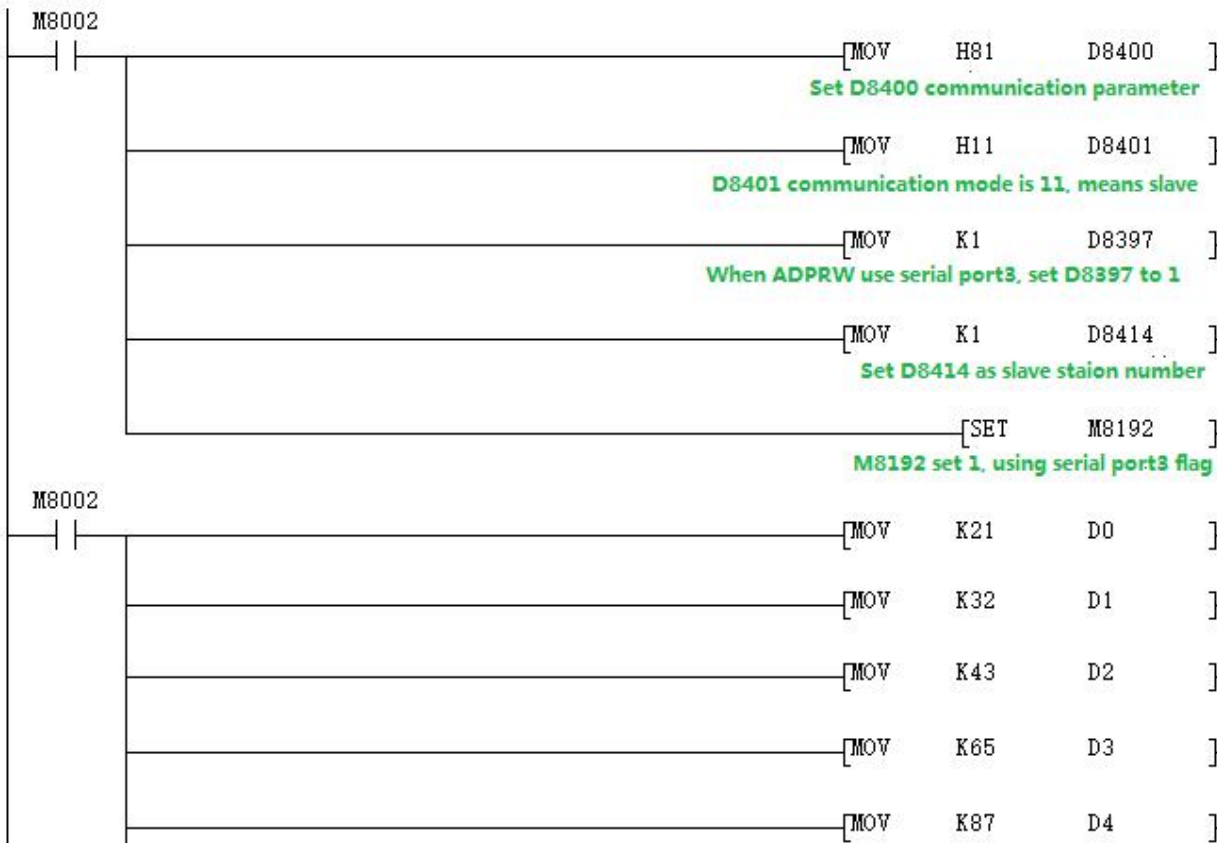 M8002
[MOV H81 D8400 ]
Set D8400 communication parameter
[MOV H11 D8401 ]
D8401 communication mode is 11, means slave
[MOV K1 D8397 ]
When ADPRW use serial port3, set D8397 to 1
[MOV K1 D8414 ]
Set D8414 as slave staion number
[SET M8192 ]
M8192 set 1, using serial port3 flag
M8002
[MOV K21 D0 ]
[MOV K32 D1 ]
[MOV K43 D2 ]
[MOV K65 D3 ]
[MOV K87 D4 ]